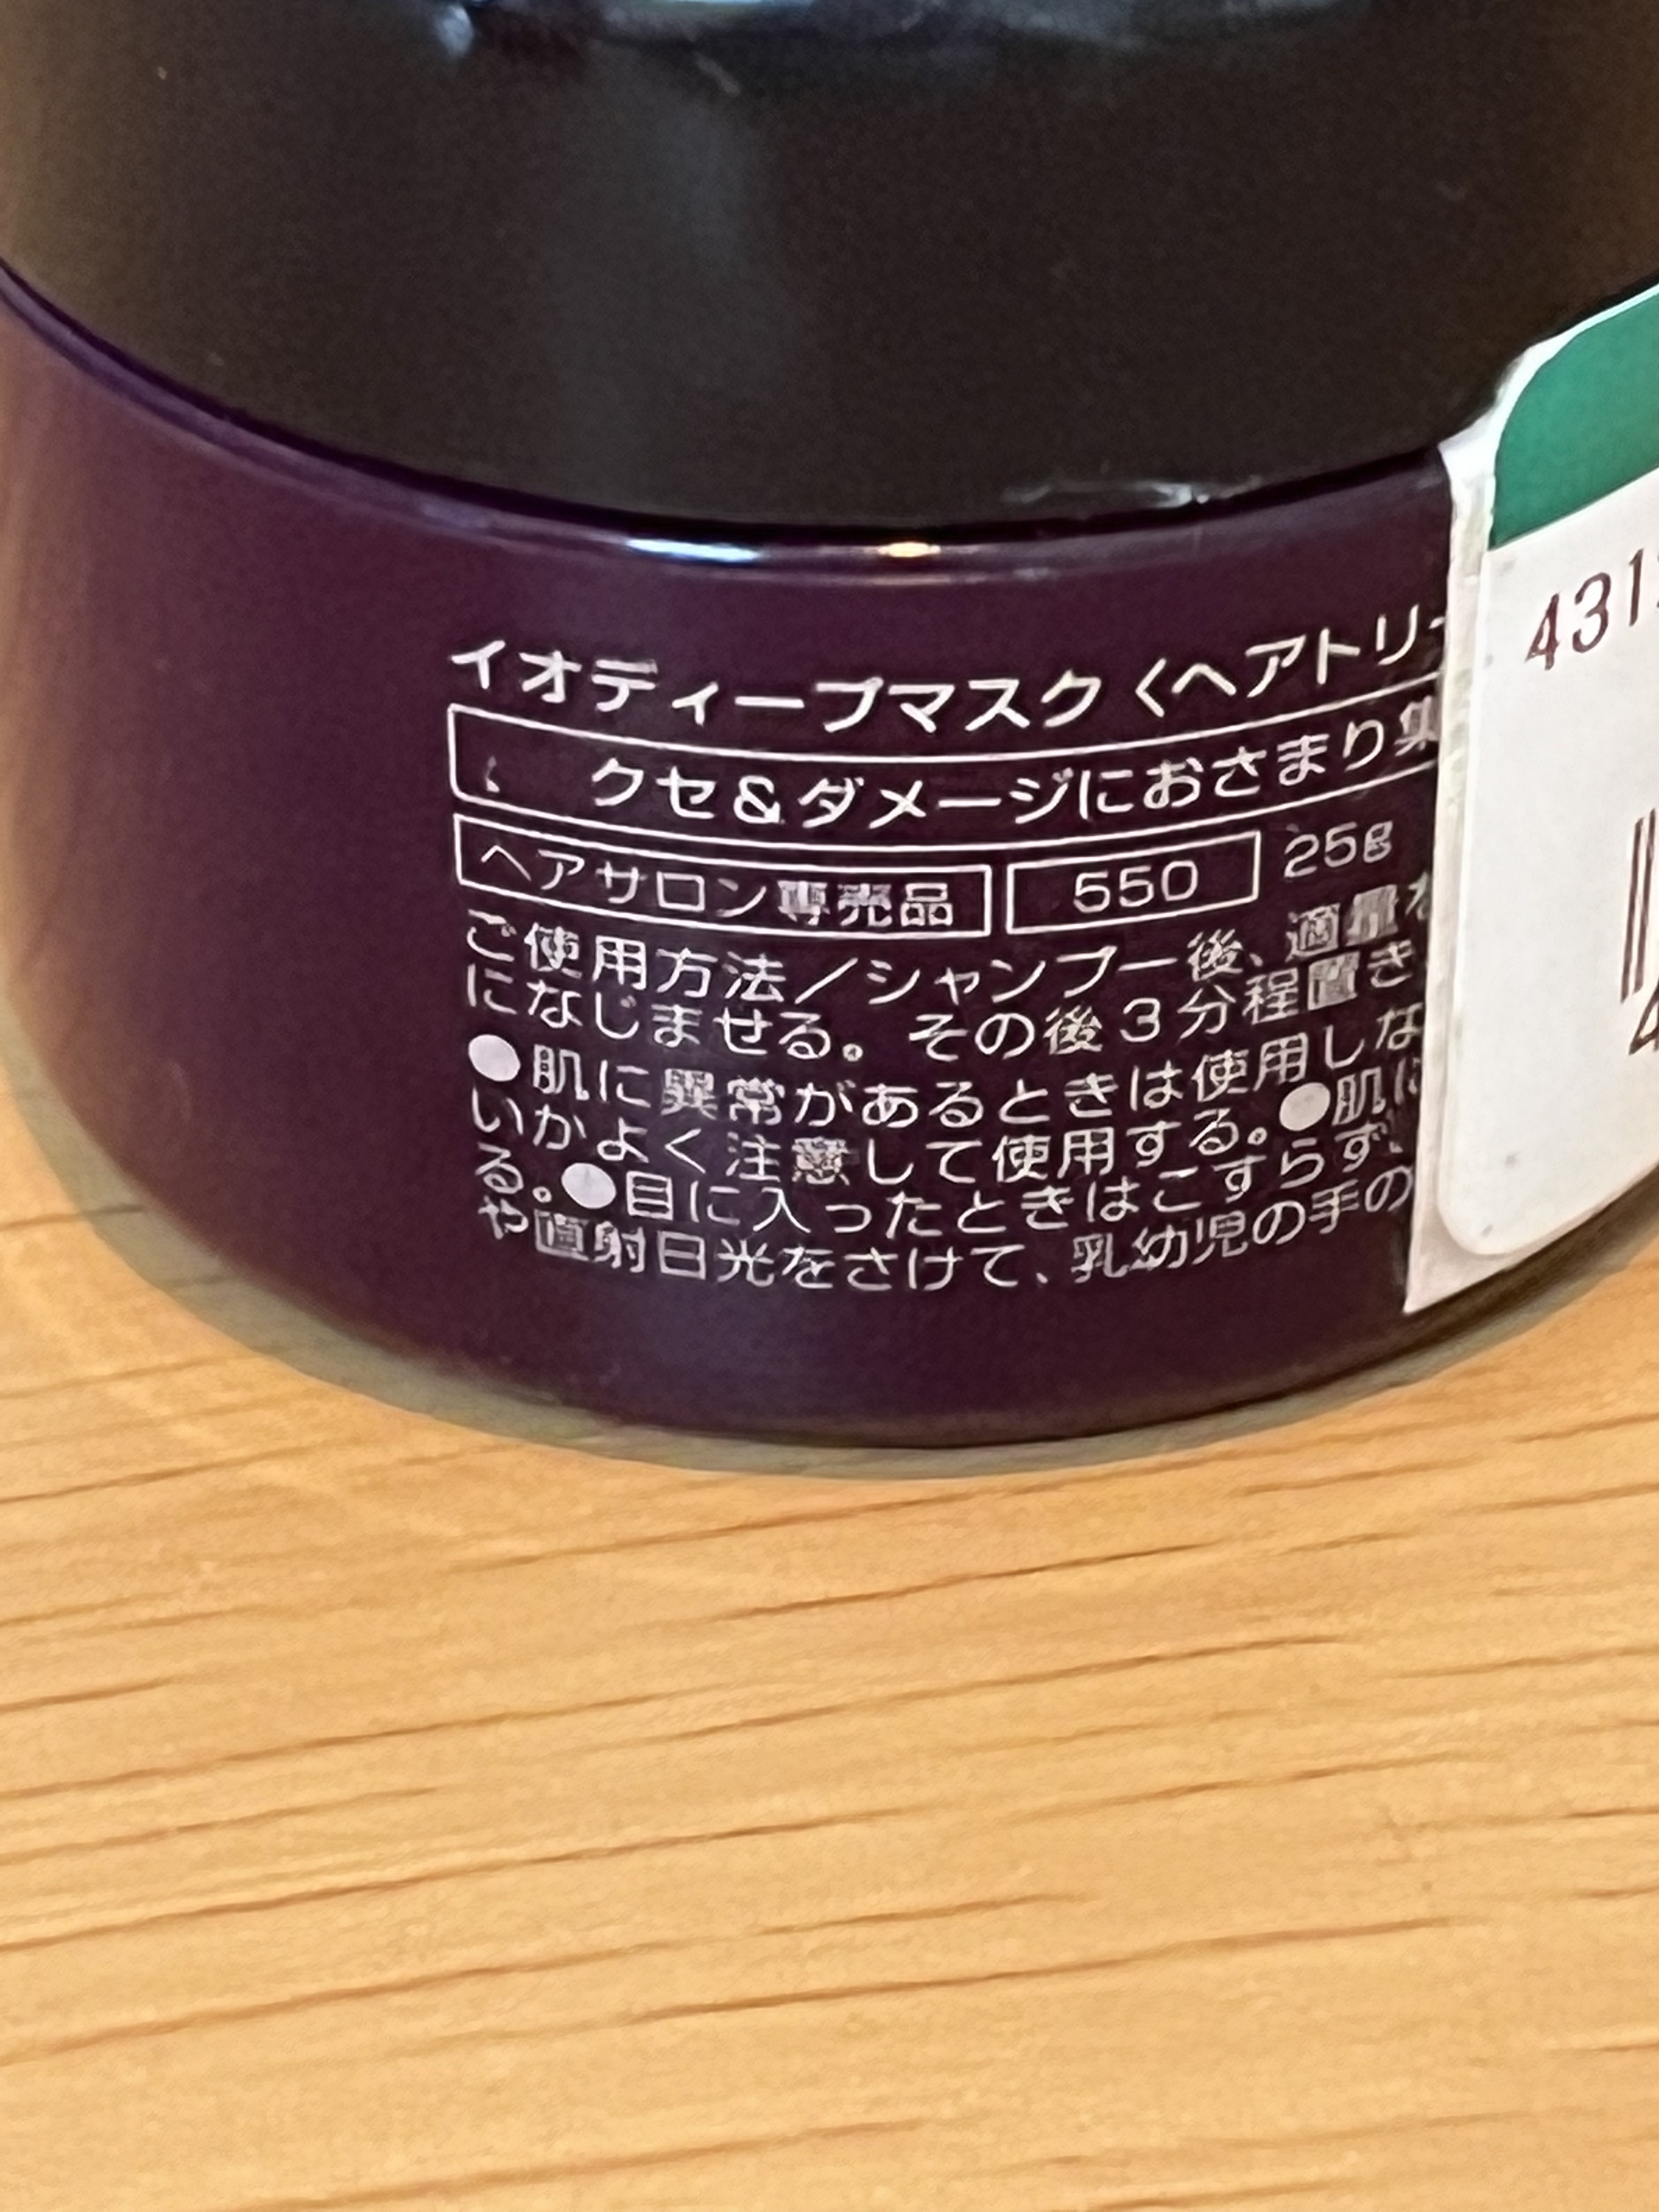 イオディープマスク〈ヘアトリ
クセ&ダメージにおさまり集
ヘアサロン専売品 550 25g
ご使用方法／シャンプー後、適量を
になじませる。その後3分程置き
●肌に異常があるときは使用しな
いかよく注意して使用する。●肌に
る。●目に入ったときはこすらず、
や直射日光をさけて、乳幼児の手の
431
4